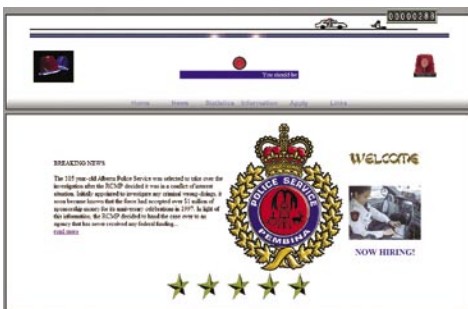 00000288
You should be
Home News Statistics Information Apply Links
BREAKING NEWS
The 105 year-old Alberta Police Service was selected to take over the
investigation after the RCMP decided it was in a conflict of interest
situation. Initially appointed to investigate any criminal wrong-doings, it
soon became known that the force had accepted over $1 million of
sponsorship money for its anniversary celebrations in 1997. In light of
this information, the RCMP decided to hand the case over to an
agency that has never received any federal funding...
read more
POLICE SERVICE
PEMBINA
WELCOME
NOW HIRING!